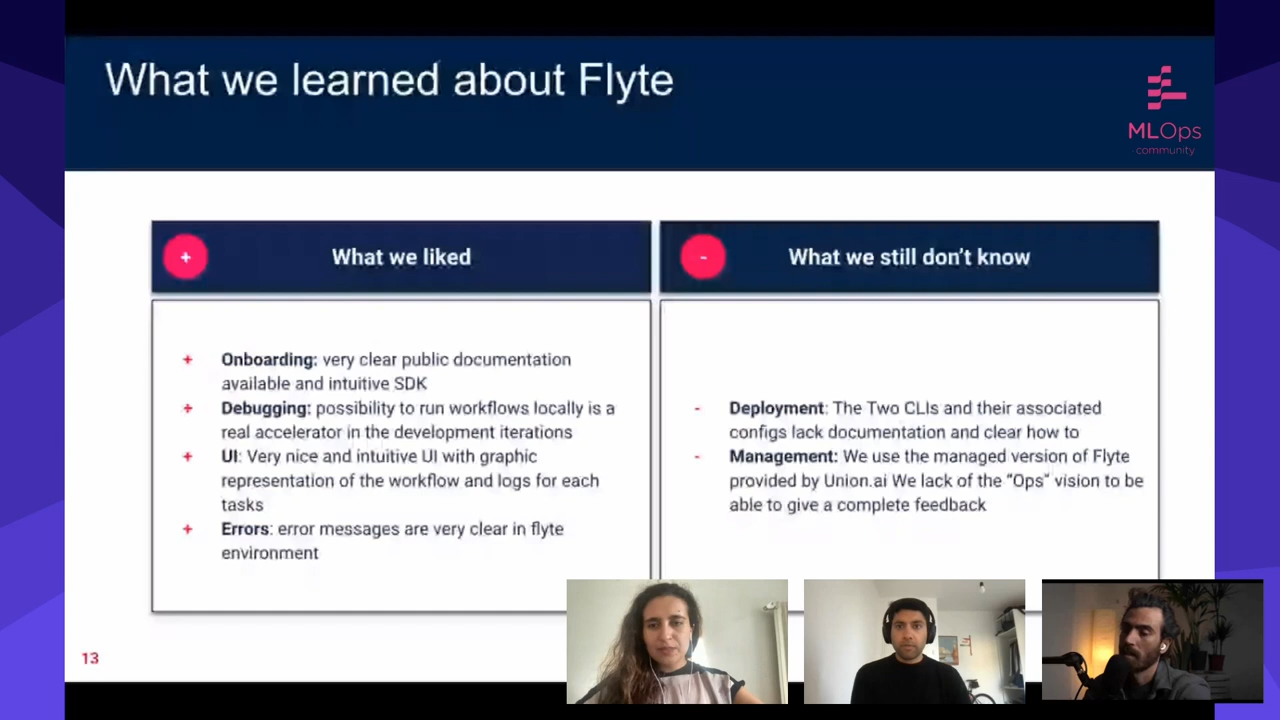 What we learned about Flyte
MLOps
community
+
What we liked
-
What we still don't know
+ Onboarding: very clear public documentation
available and intuitive SDK
+ Debugging: possibility to run workflows locally is a
real accelerator in the development iterations
+ UI: Very nice and intuitive UI with graphic
representation of the workflow and logs for each
tasks
+ Errors: error messages are very clear in flyte
environment
- Deployment: The Two CLIs and their associated
configs lack documentation and clear how to
- Management: We use the managed version of Flyte
provided by Union.ai We lack of the “Ops” vision to be
able to give a complete feedback
13